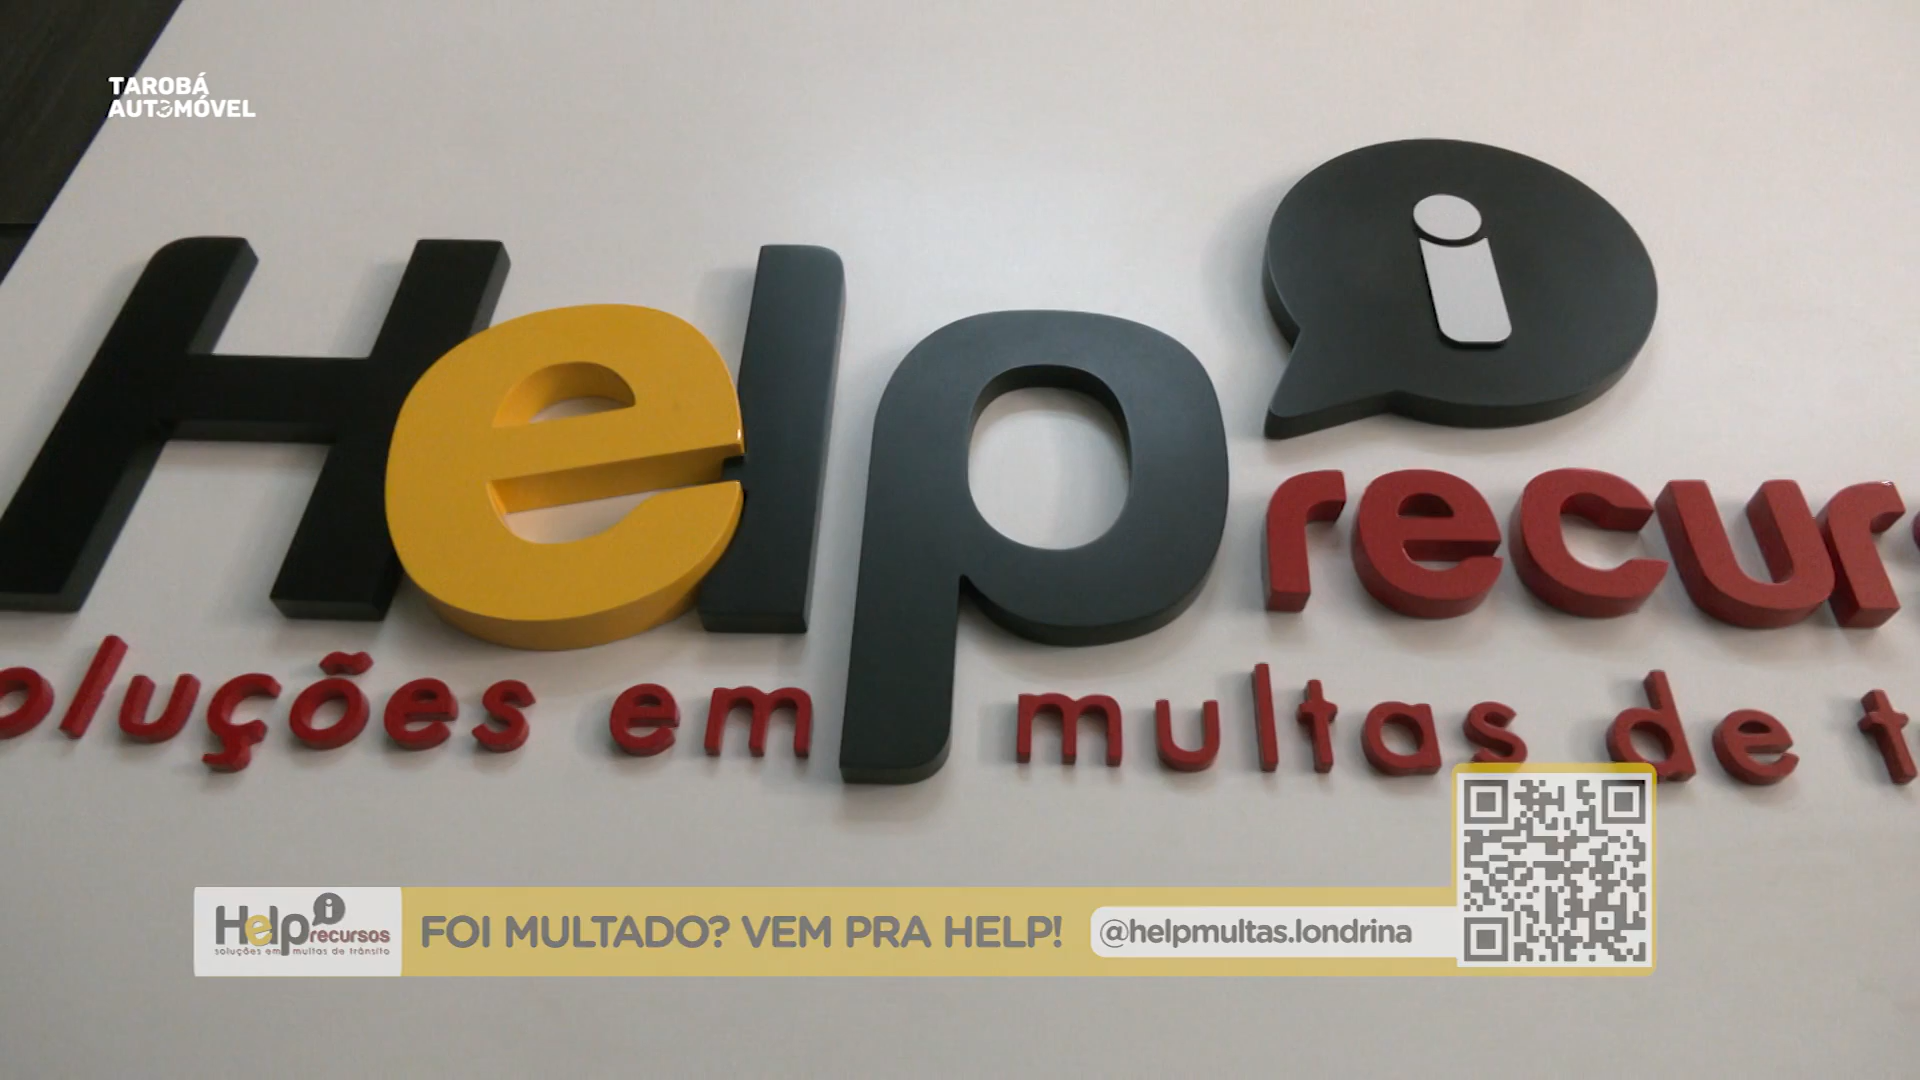 TAROBÁ
AUTOMÓVEL
i
Help
recurs
oluções em multas de t
i
Help
recursos
soluções em multas de trânsito
FOI MULTADO? VEM PRA HELP!
@helpmultas.londrina